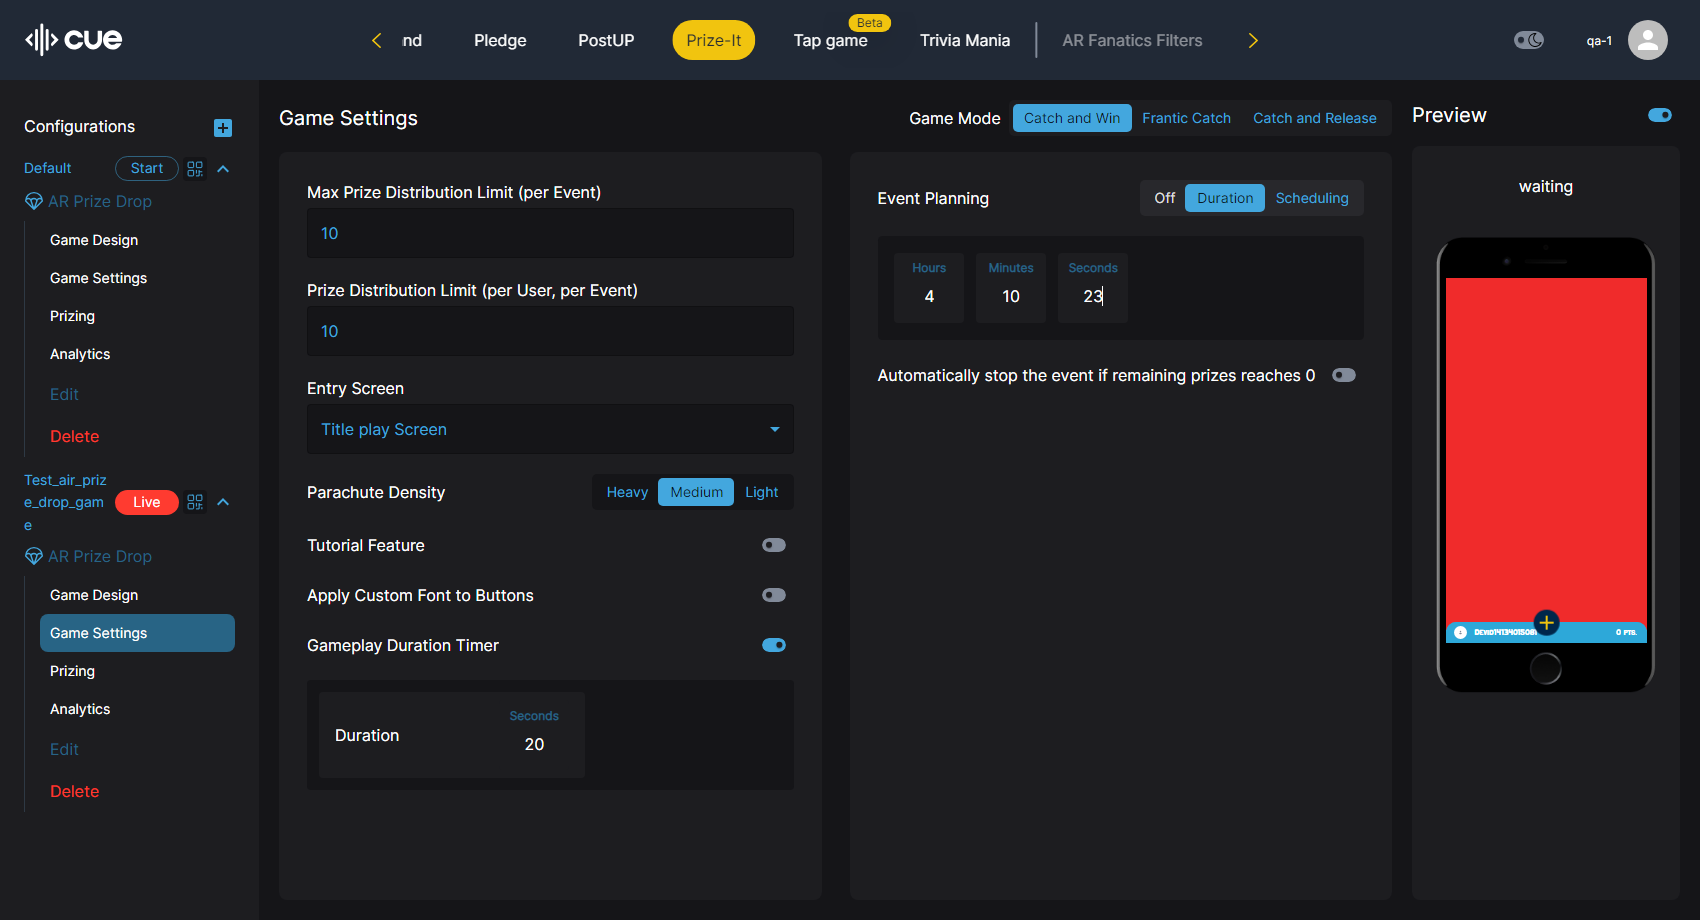 cue
nd
Pledge
PostUP
Prize-It
Beta
Tap game
Trivia Mania
AR Fanatics Filters
qa-1
Configurations
Default
Start
AR Prize Drop
Game Design
Game Settings
Prizing
Analytics
Edit
Delete
Test_air_priz
e_drop_gam
e
Live
AR Prize Drop
Game Design
Game Settings
Prizing
Analytics
Edit
Delete
Game Settings
Game Mode
Catch and Win
Frantic Catch
Catch and Release
Max Prize Distribution Limit (per Event)
10
Prize Distribution Limit (per User, per Event)
10
Entry Screen
Title play Screen
Parachute Density
Heavy
Medium
Light
Tutorial Feature
Apply Custom Font to Buttons
Gameplay Duration Timer
Duration
Seconds
20
Event Planning
Off
Duration
Scheduling
Hours
Minutes
Seconds
4
10
23
Automatically stop the event if remaining prizes reaches 0
Preview
waiting
0 PTS.